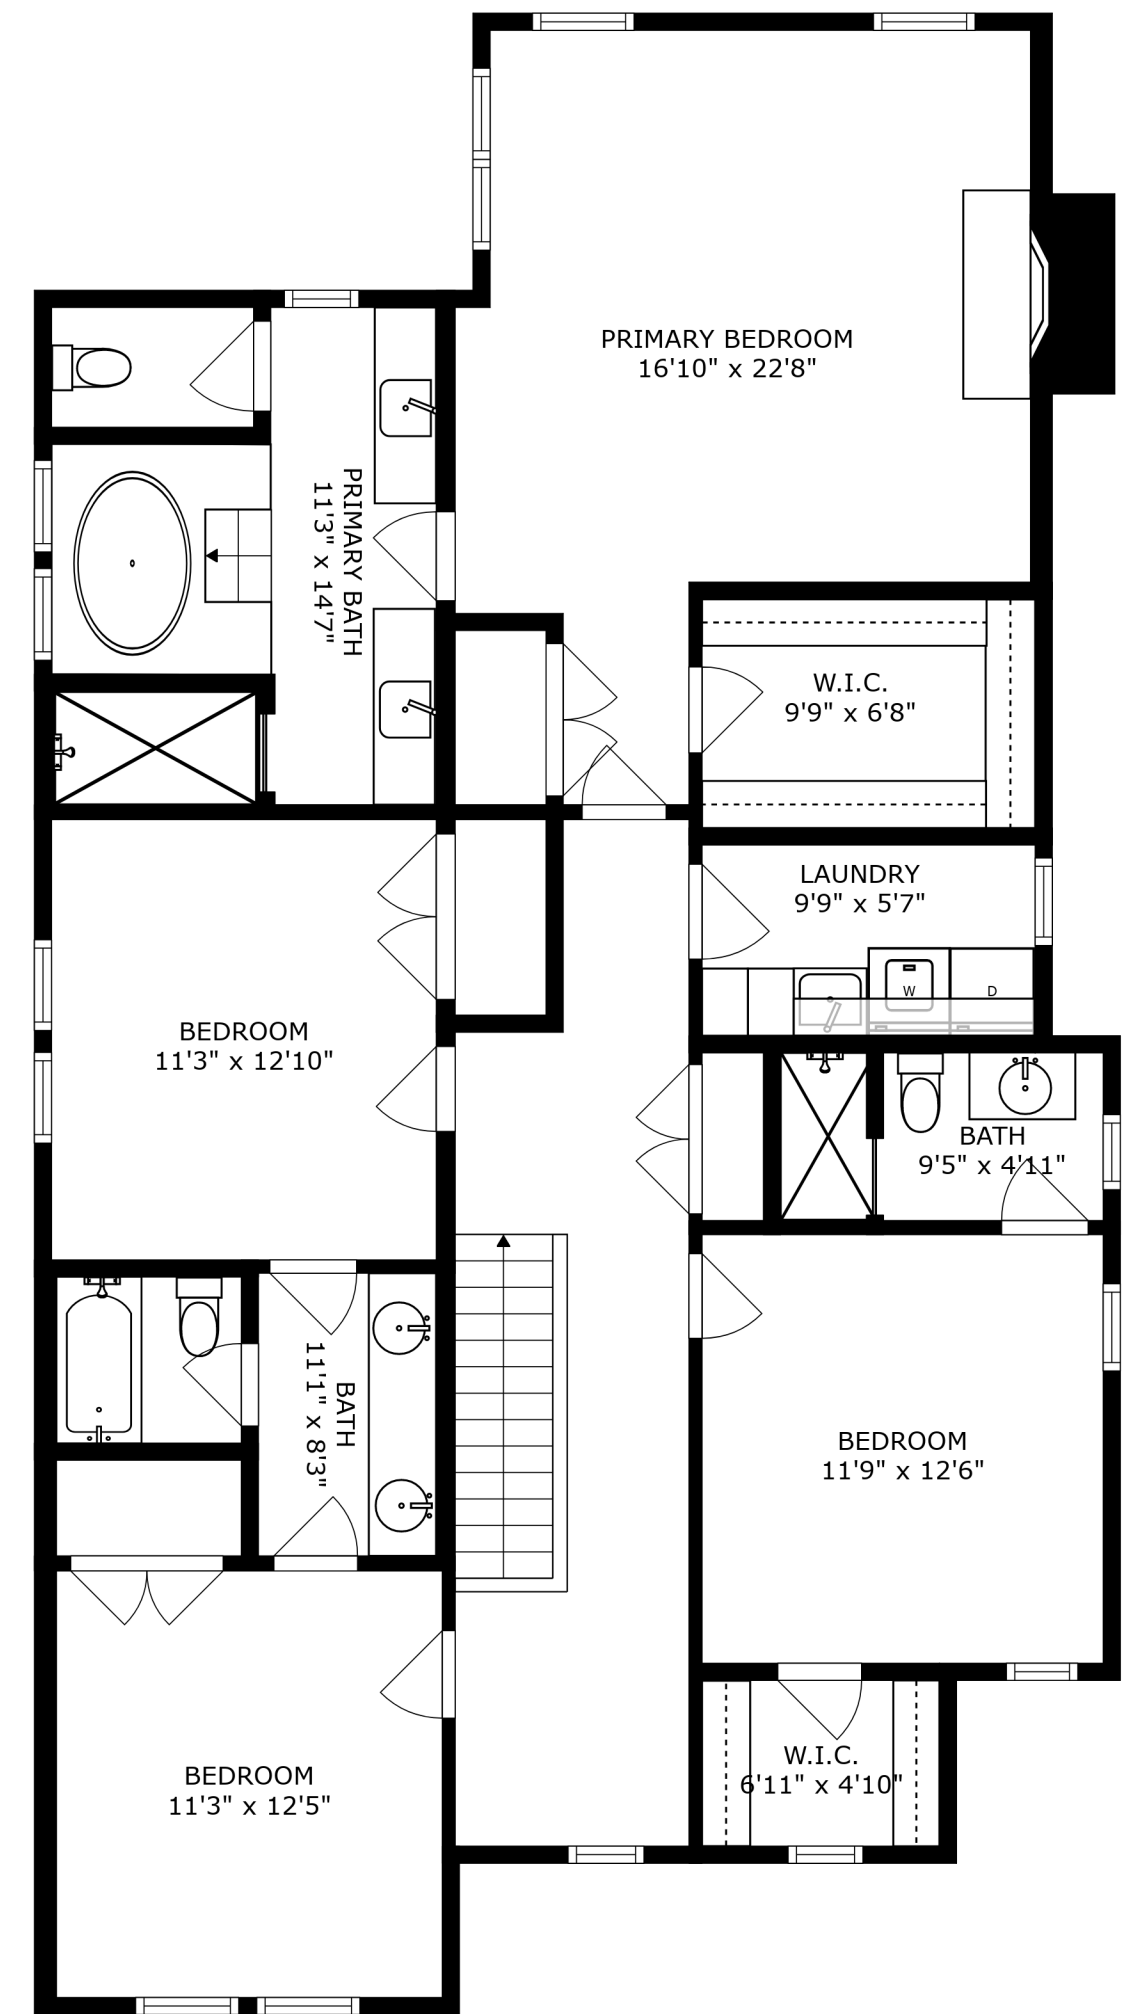 PRIMARY BEDROOM
16'10" x 22'8"
PRIMARY BATH
11'3" x 14'7"
W.I.C.
9'9" x 6'8"
LAUNDRY
9'9" x 5'7"
W
D
BEDROOM
11'3" x 12'10"
BATH
9'5" x 4'11"
BATH
11'1" x 8'3"
BEDROOM
11'9" x 12'6"
W.I.C.
6'11" x 4'10"
BEDROOM
11'3" x 12'5"